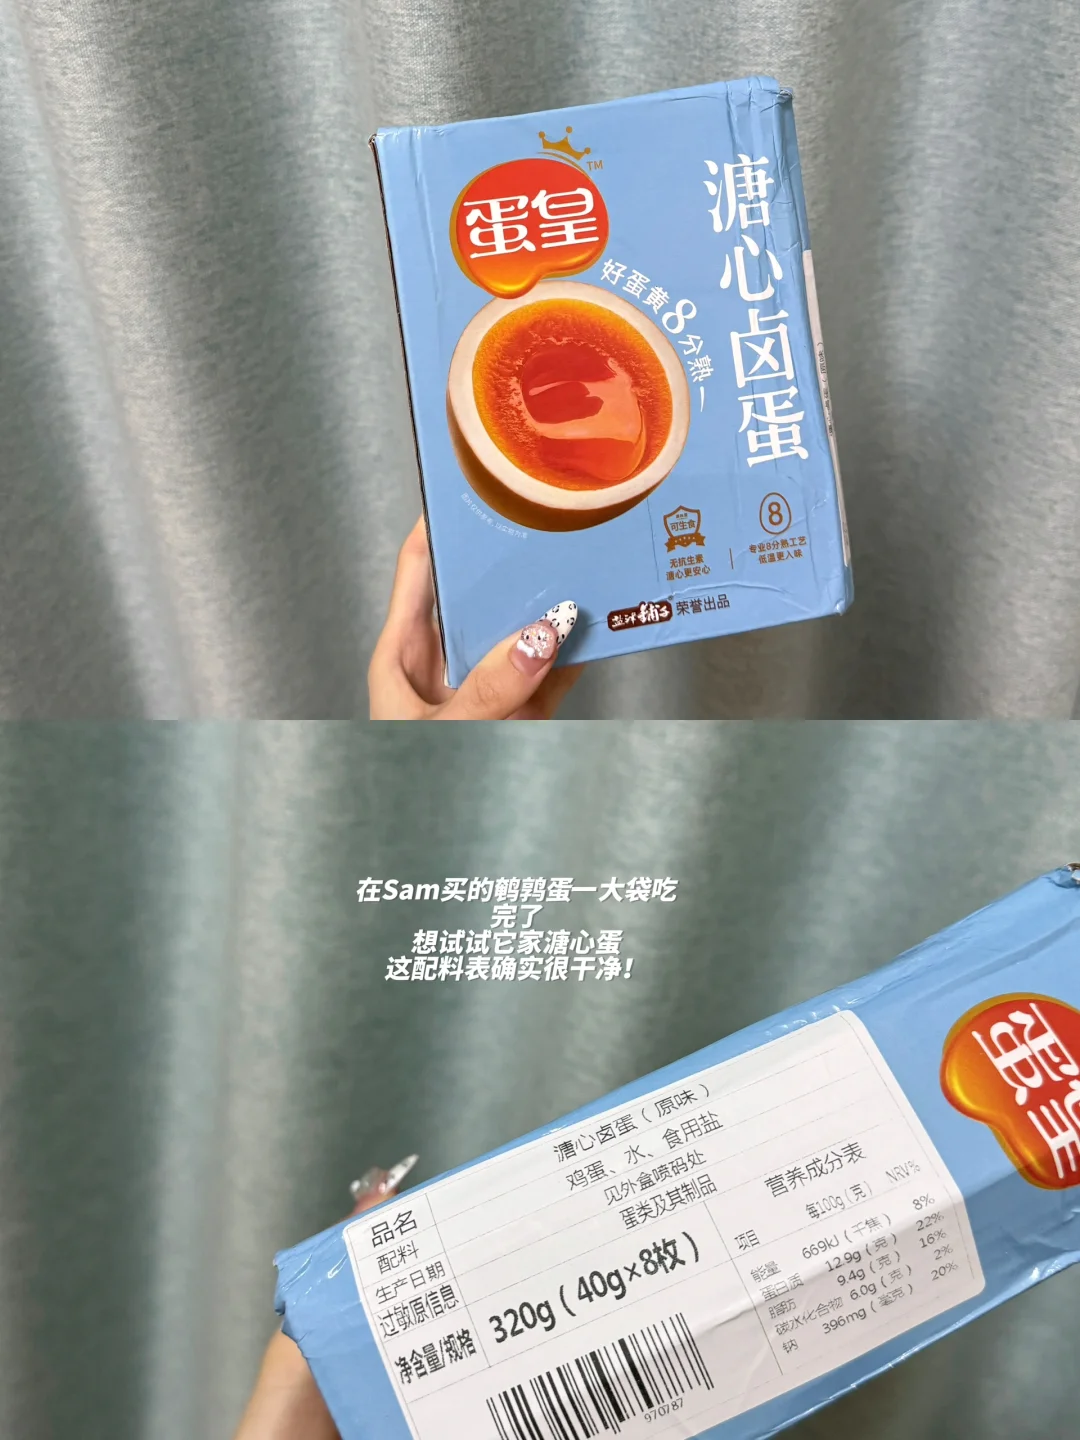 蛋皇
TM
溏心卤蛋
好蛋黄8分熟
可生食
无抗生素
溏心更安心
8
专业8分熟工艺
低温更入味
盐津铺子
荣誉出品
在Sam买的鹌鹑蛋一大袋吃
完了
想试试它家溏心蛋
这配料表确实很干净！
蛋皇
品名 溏心卤蛋（原味）
配料 鸡蛋、水、食用盐
生产日期 见外盒喷码处
过敏原信息 蛋类及其制品
净含量/规格 320g（40g×8枚）
营养成分表
项目 每100g（克） NRV%
能量 669kJ（千焦） 8%
蛋白质 12.9g（克） 22%
脂肪 9.4g（克） 16%
碳水化合物 6.0g（克） 2%
钠 396mg（毫克） 20%
970787